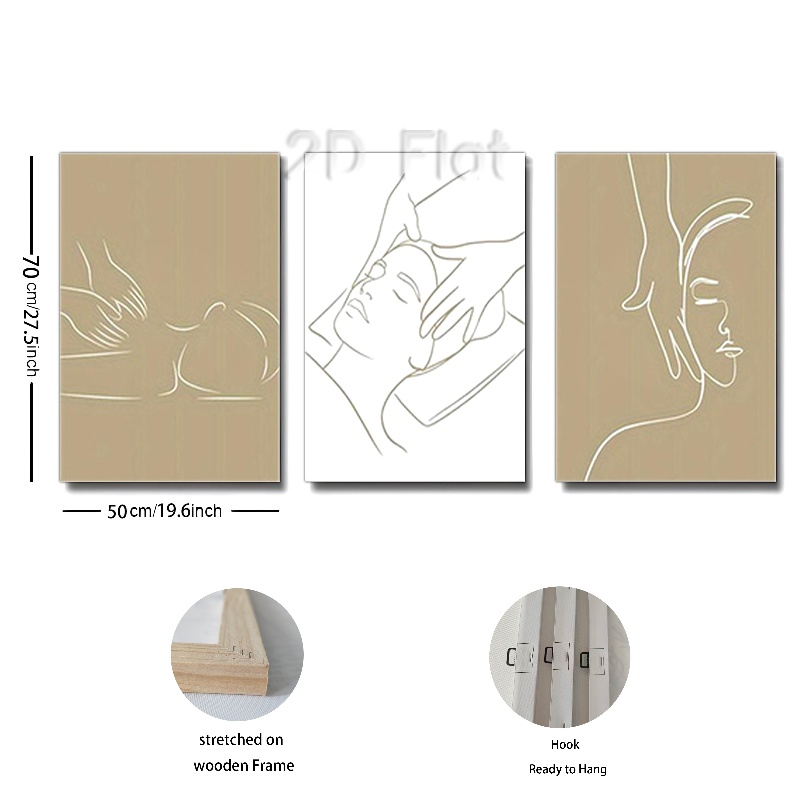 2D Flat
70 cm/27.5inch
50cm/19.6inch
stretched on
wooden Frame
Hook
Ready to Hang